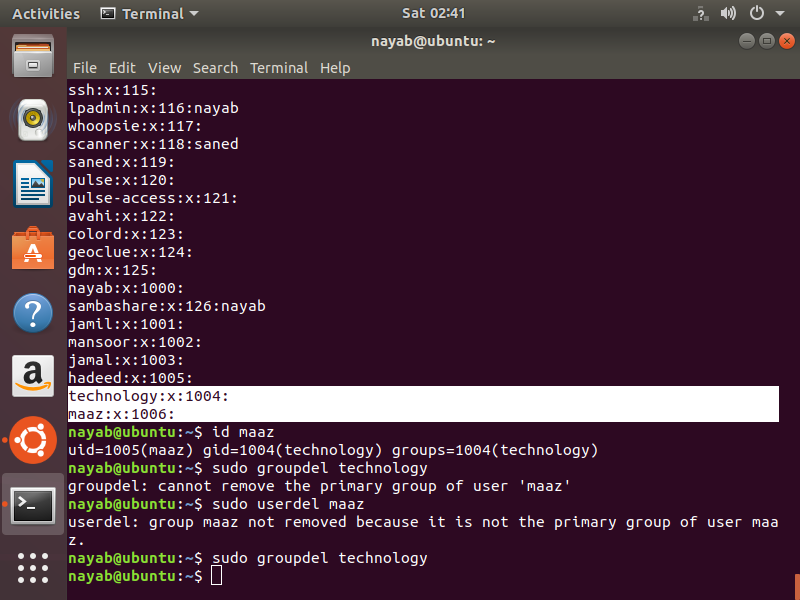 Activities Terminal Sat 02:41
nayab@ubuntu: ~
File Edit View Search Terminal Help
ssh:x:115:
lpadmin:x:116:nayab
whoopsie:x:117:
scanner:x:118:saned
saned:x:119:
pulse:x:120:
pulse-access:x:121:
avahi:x:122:
colord:x:123:
geoclue:x:124:
gdm:x:125:
nayab:x:1000:
sambashare:x:126:nayab
jamil:x:1001:
mansoor:x:1002:
jamal:x:1003:
hadeed:x:1005:
technology:x:1004:
maaz:x:1006:
nayab@ubuntu:~$ id maaz
uid=1005(maaz) gid=1004(technology) groups=1004(technology)
nayab@ubuntu:~$ sudo groupdel technology
groupdel: cannot remove the primary group of user 'maaz'
nayab@ubuntu:~$ sudo userdel maaz
userdel: group maaz not removed because it is not the primary group of user maa
z.
nayab@ubuntu:~$ sudo groupdel technology
nayab@ubuntu:~$